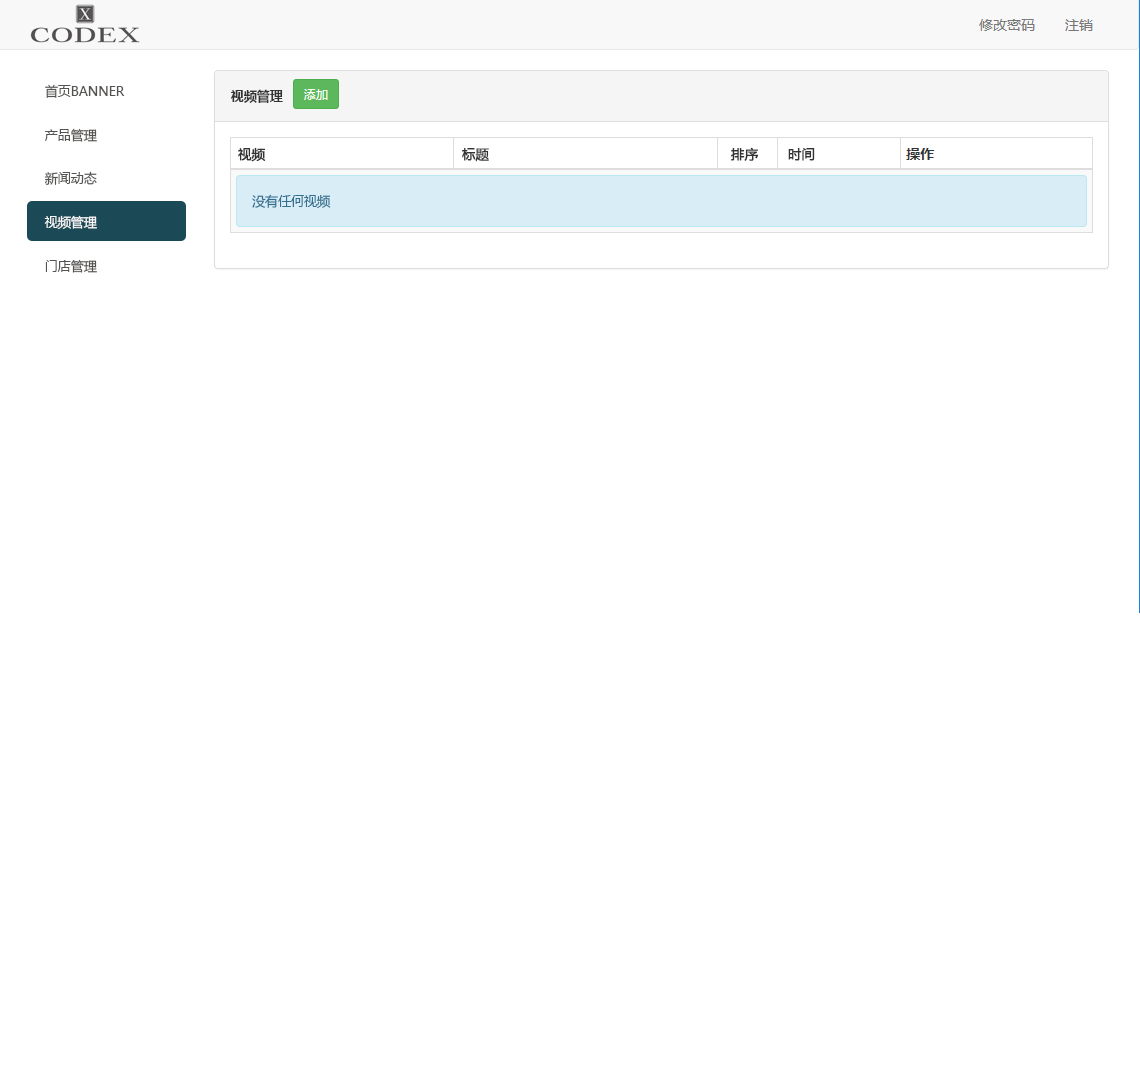 X
CODEX
修改密码 注销
首页BANNER
产品管理
新闻动态
视频管理
门店管理
视频管理 添加
视频 标题 排序 时间 操作
没有任何视频